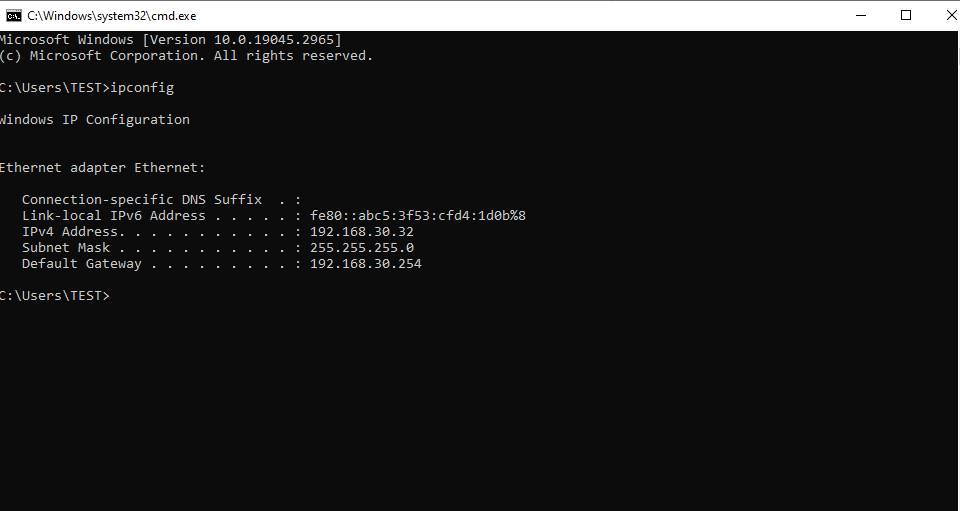 C:\Windows\system32\cmd.exe
Microsoft Windows [Version 10.0.19045.2965]
(c) Microsoft Corporation. All rights reserved.
C:\Users\TEST>ipconfig
Windows IP Configuration
Ethernet adapter Ethernet:
Connection-specific DNS Suffix  . :
Link-local IPv6 Address . . . . . : fe80::abc5:3f53:cfd4:1d0b%8
IPv4 Address. . . . . . . . . . . : 192.168.30.32
Subnet Mask . . . . . . . . . . . : 255.255.255.0
Default Gateway . . . . . . . . . : 192.168.30.254
C:\Users\TEST>